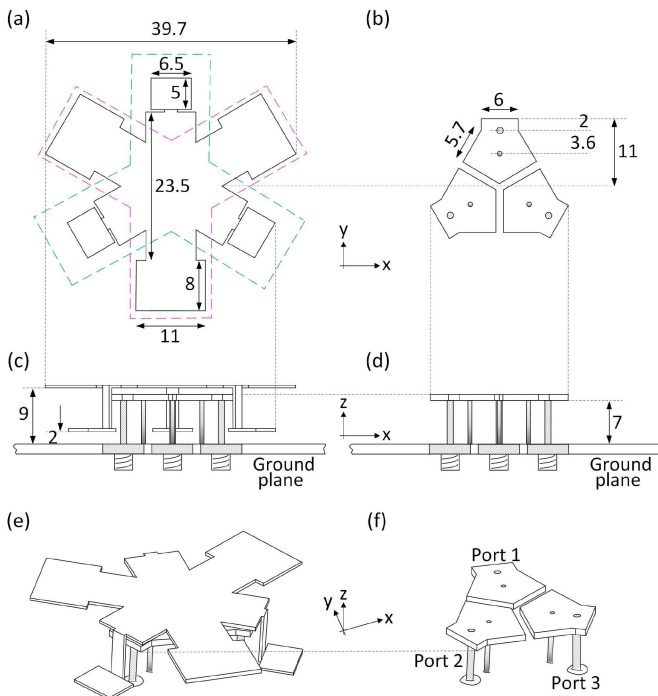 (a)
39.7
6.5
5
23.5
8
11
(b)
6
2
3.6
5.7
11
y
x
(c)
9
2
Ground
plane
z
x
(d)
7
Ground
plane
(e)
z
y
x
(f)
Port 1
Port 2
Port 3